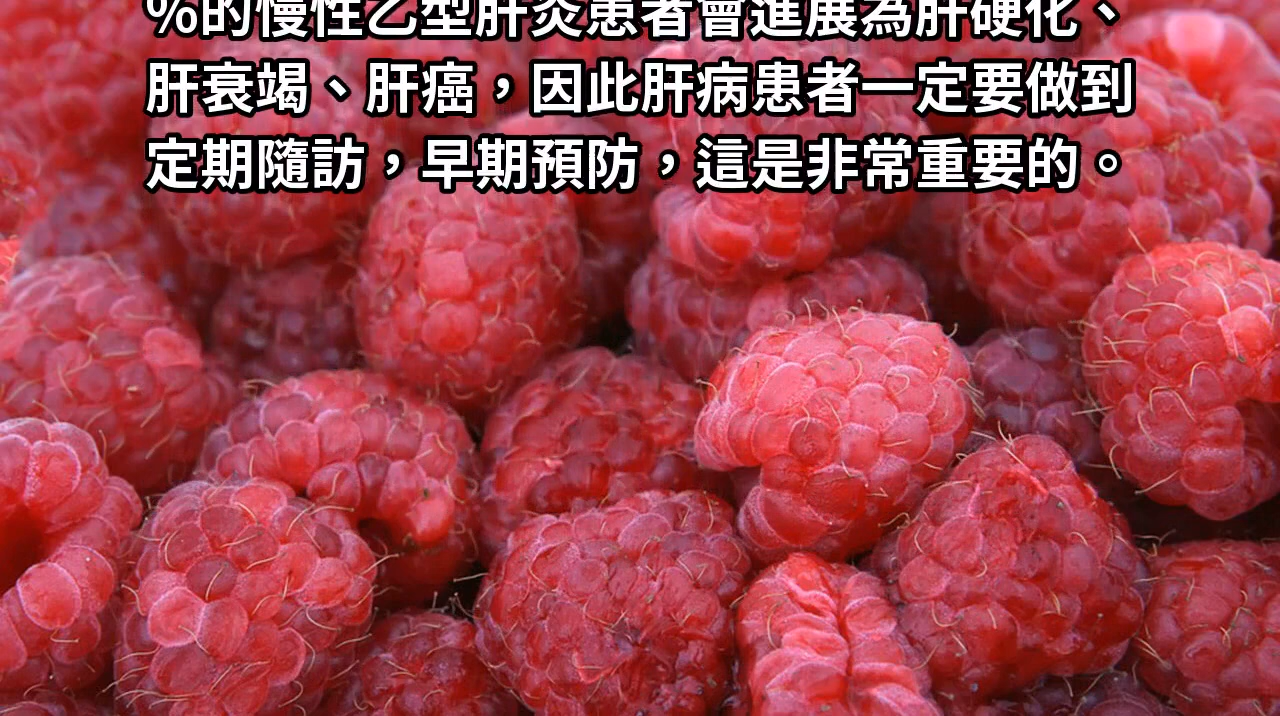 %的慢性乙型肝炎患者會進展為肝硬化、
肝衰竭、肝癌，因此肝病患者一定要做到
定期隨訪，早期預防，這是非常重要的。